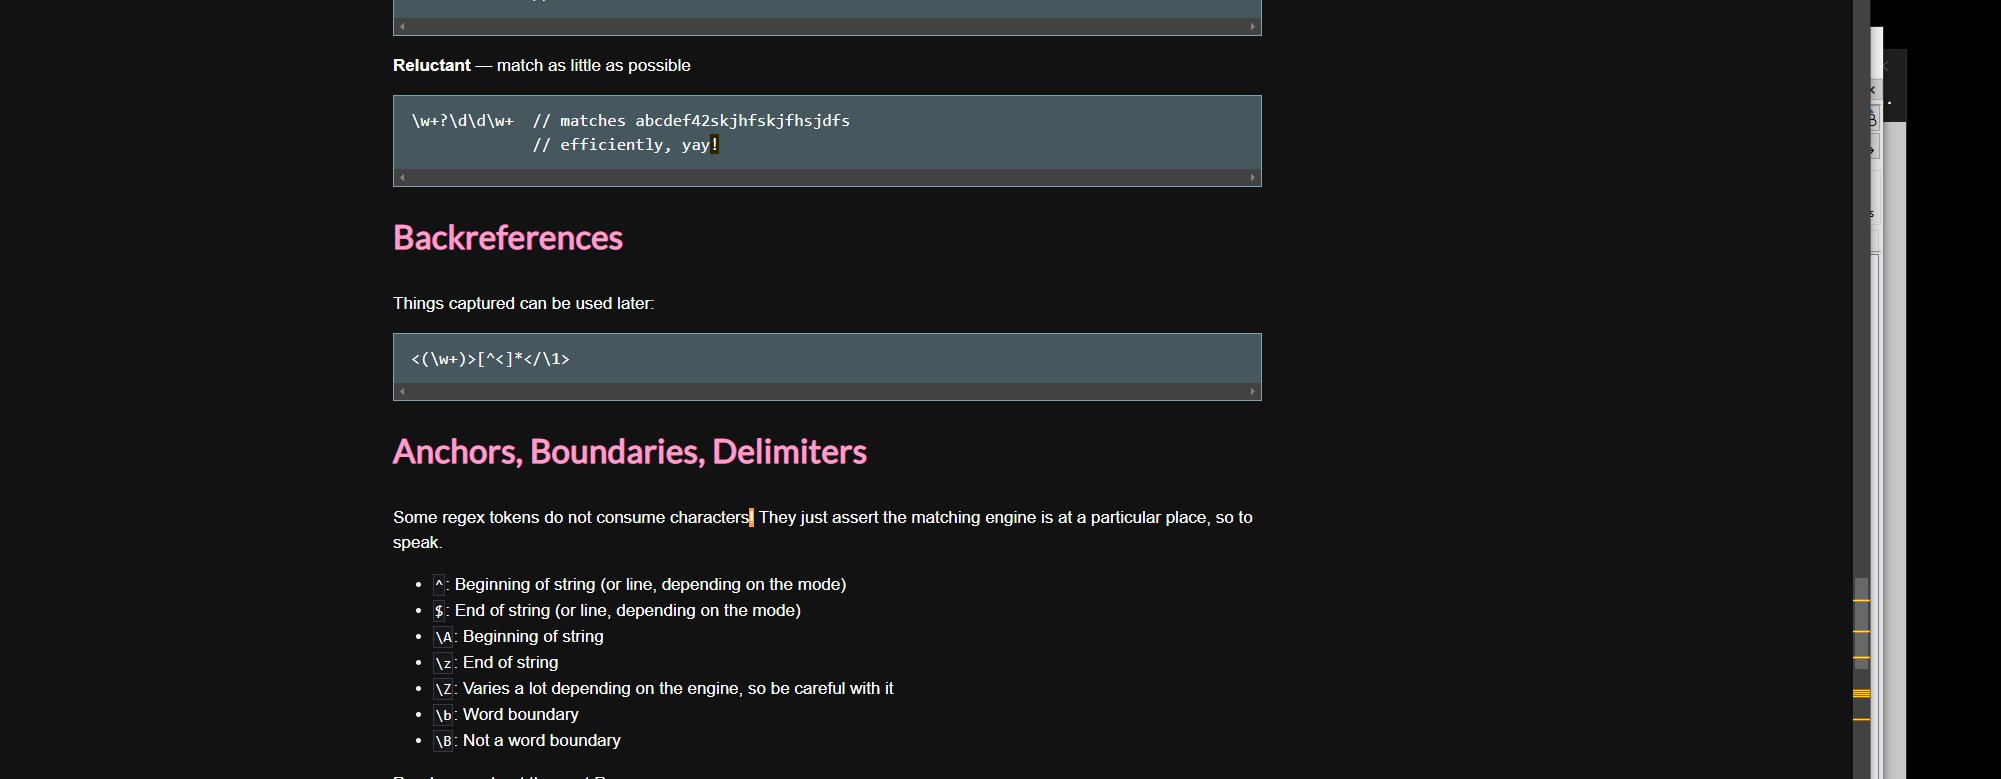 Reluctant — match as little as possible
\w+?\d\d\w+  // matches abcdef42skjhfskjfhsjdfs
// efficiently, yay!
Backreferences
Things captured can be used later:
<(\w+)>[^<]*</\1>
Anchors, Boundaries, Delimiters
Some regex tokens do not consume characters! They just assert the matching engine is at a particular place, so to
speak.
• ^: Beginning of string (or line, depending on the mode)
• $: End of string (or line, depending on the mode)
• \A: Beginning of string
• \z: End of string
• \Z: Varies a lot depending on the engine, so be careful with it
• \b: Word boundary
• \B: Not a word boundary